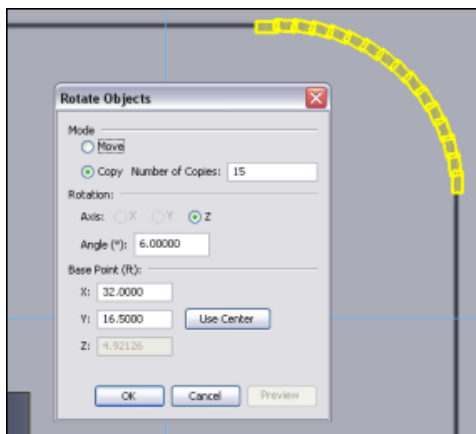 Rotate Objects
Mode
Move
Copy Number of Copies: 15
Rotation:
Axis: X Y Z
Angle (°): 6.00000
Base Point (ft):
X: 32.0000
Y: 16.5000 Use Center
Z: 4.92126
OK Cancel Preview